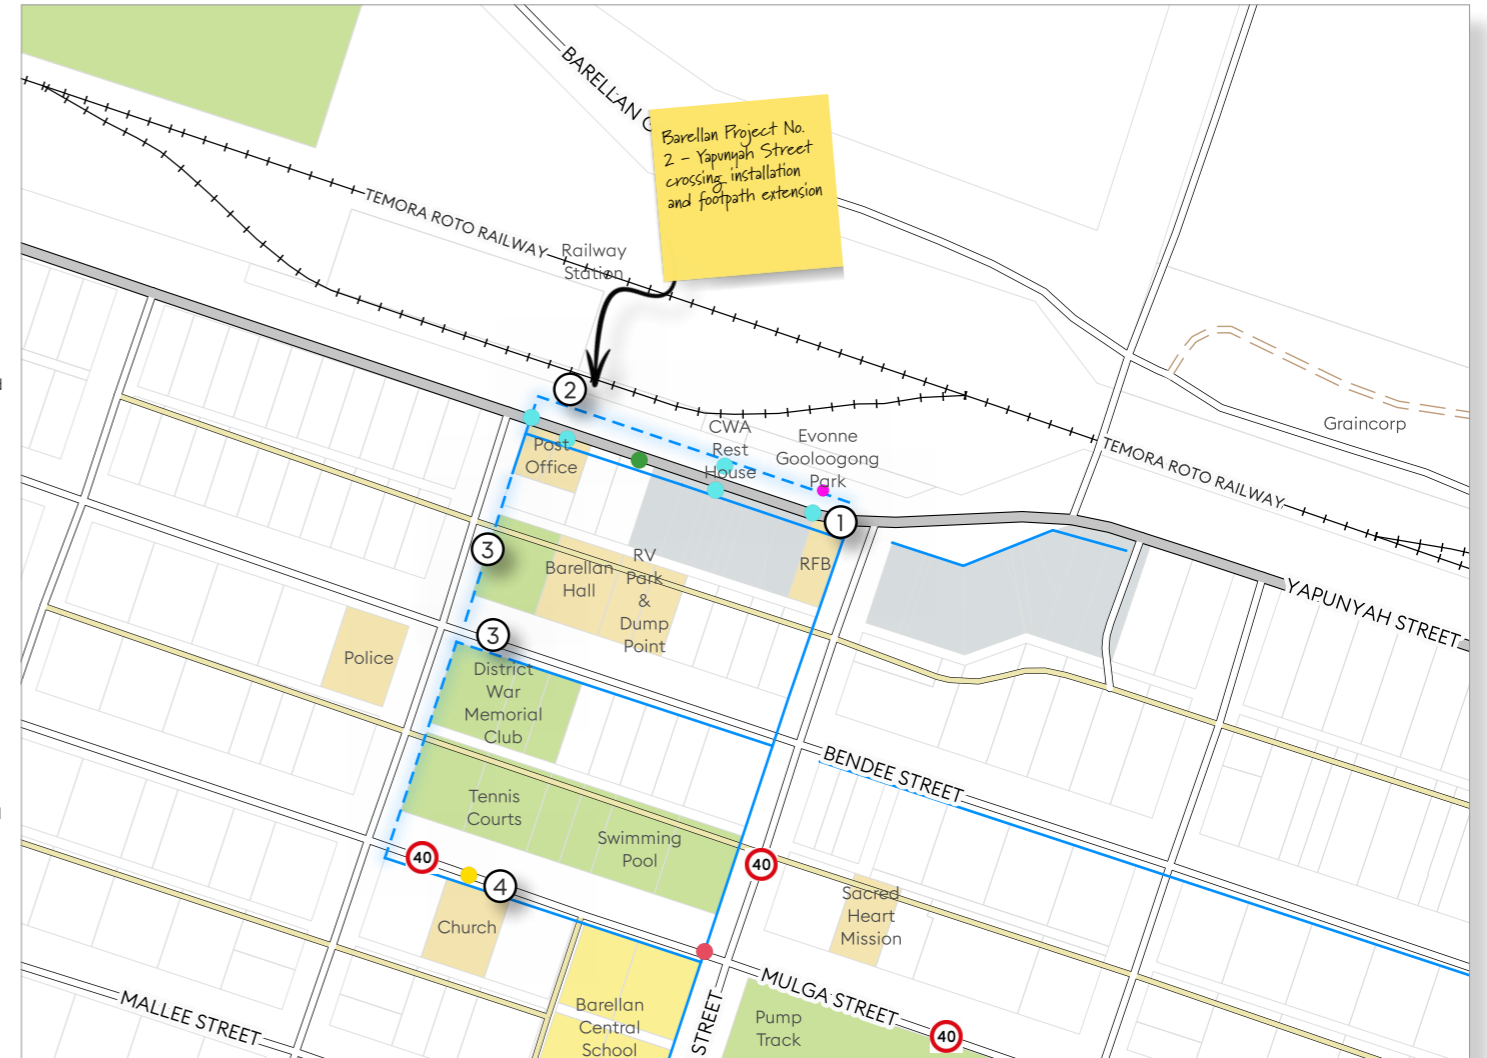 BARELLAN
Barellan Project No.
2 - Yapunyah Street
crossing installation
and footpath extension
TEMORA ROTO RAILWAY
Railway
Station
2
Graincorp
CWA
Rest
House
Evonne
Gooloogong
Park
TEMORA ROTO RAILWAY
Post
Office
1
3
RFB
Barellan
Hall
RV
Park
&
Dump
Point
YAPUNYAH STREET
3
Police
District
War
Memorial
Club
BENDEE STREET
Tennis
Courts
Swimming
Pool
40
40
4
Church
Sacred
Heart
Mission
MULGA STREET
MALLEE STREET
Barellan
Central
School
STREET
Pump
Track
40